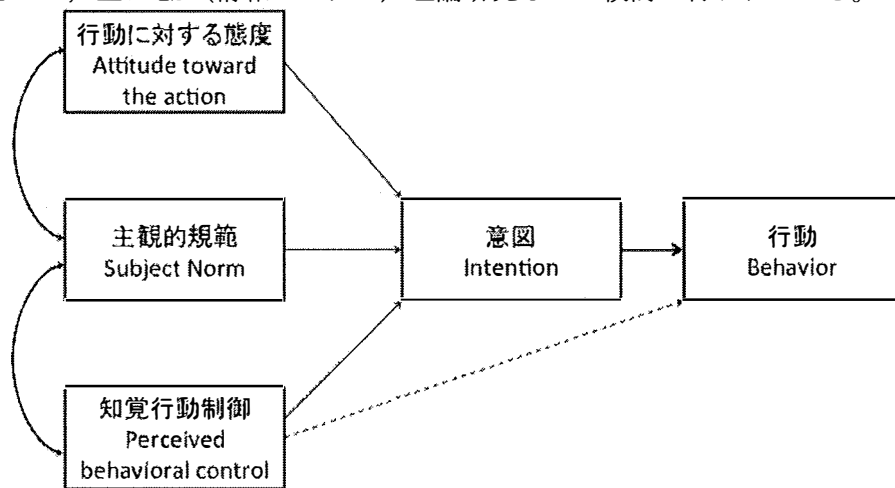 行動に対する態度
Attitude toward
the action
主観的規範
Subject Norm
意図
Intention
行動
Behavior
知覚行動制御
Perceived
behavioral control